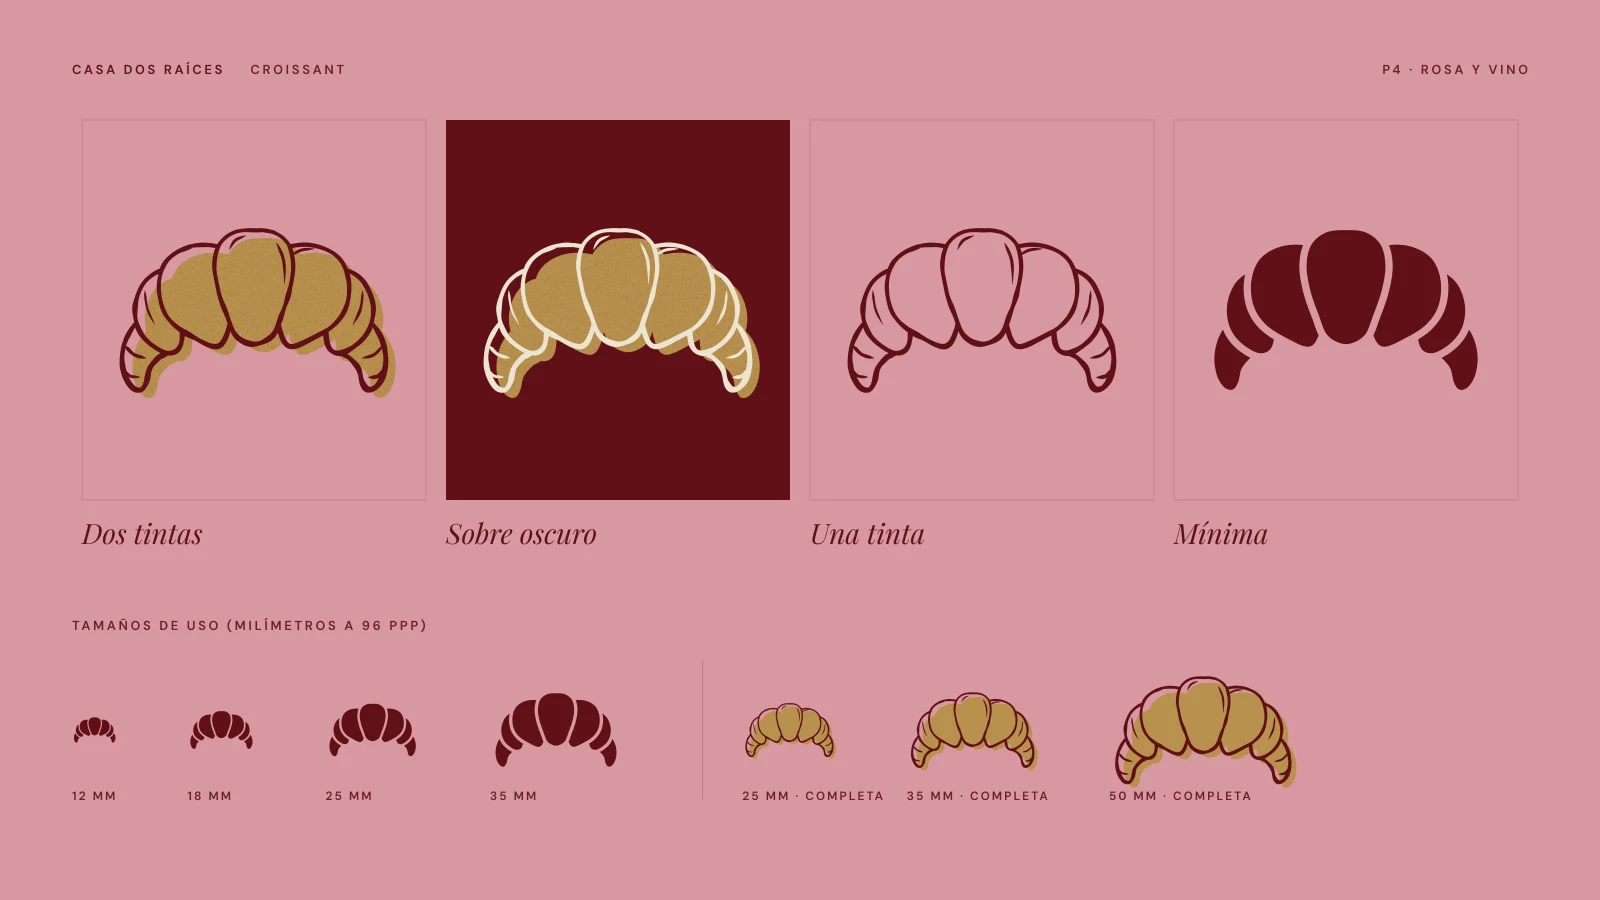 CASA DOS RAÍCES CROISSANT
P4 · ROSA Y VINO
Dos tintas
Sobre oscuro
Una tinta
Mínima
TAMAÑOS DE USO (MILÍMETROS A 96 PPP)
12 MM
18 MM
25 MM
35 MM
25 MM · COMPLETA
35 MM · COMPLETA
50 MM · COMPLETA